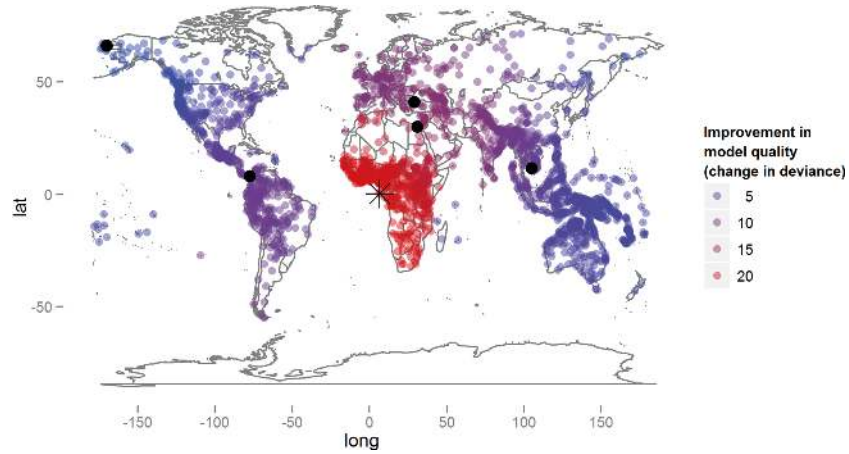 50
0
-50
lat
-150
-100
-50
0
50
100
150
long
Improvement in
model quality
(change in deviance)
5
10
15
20